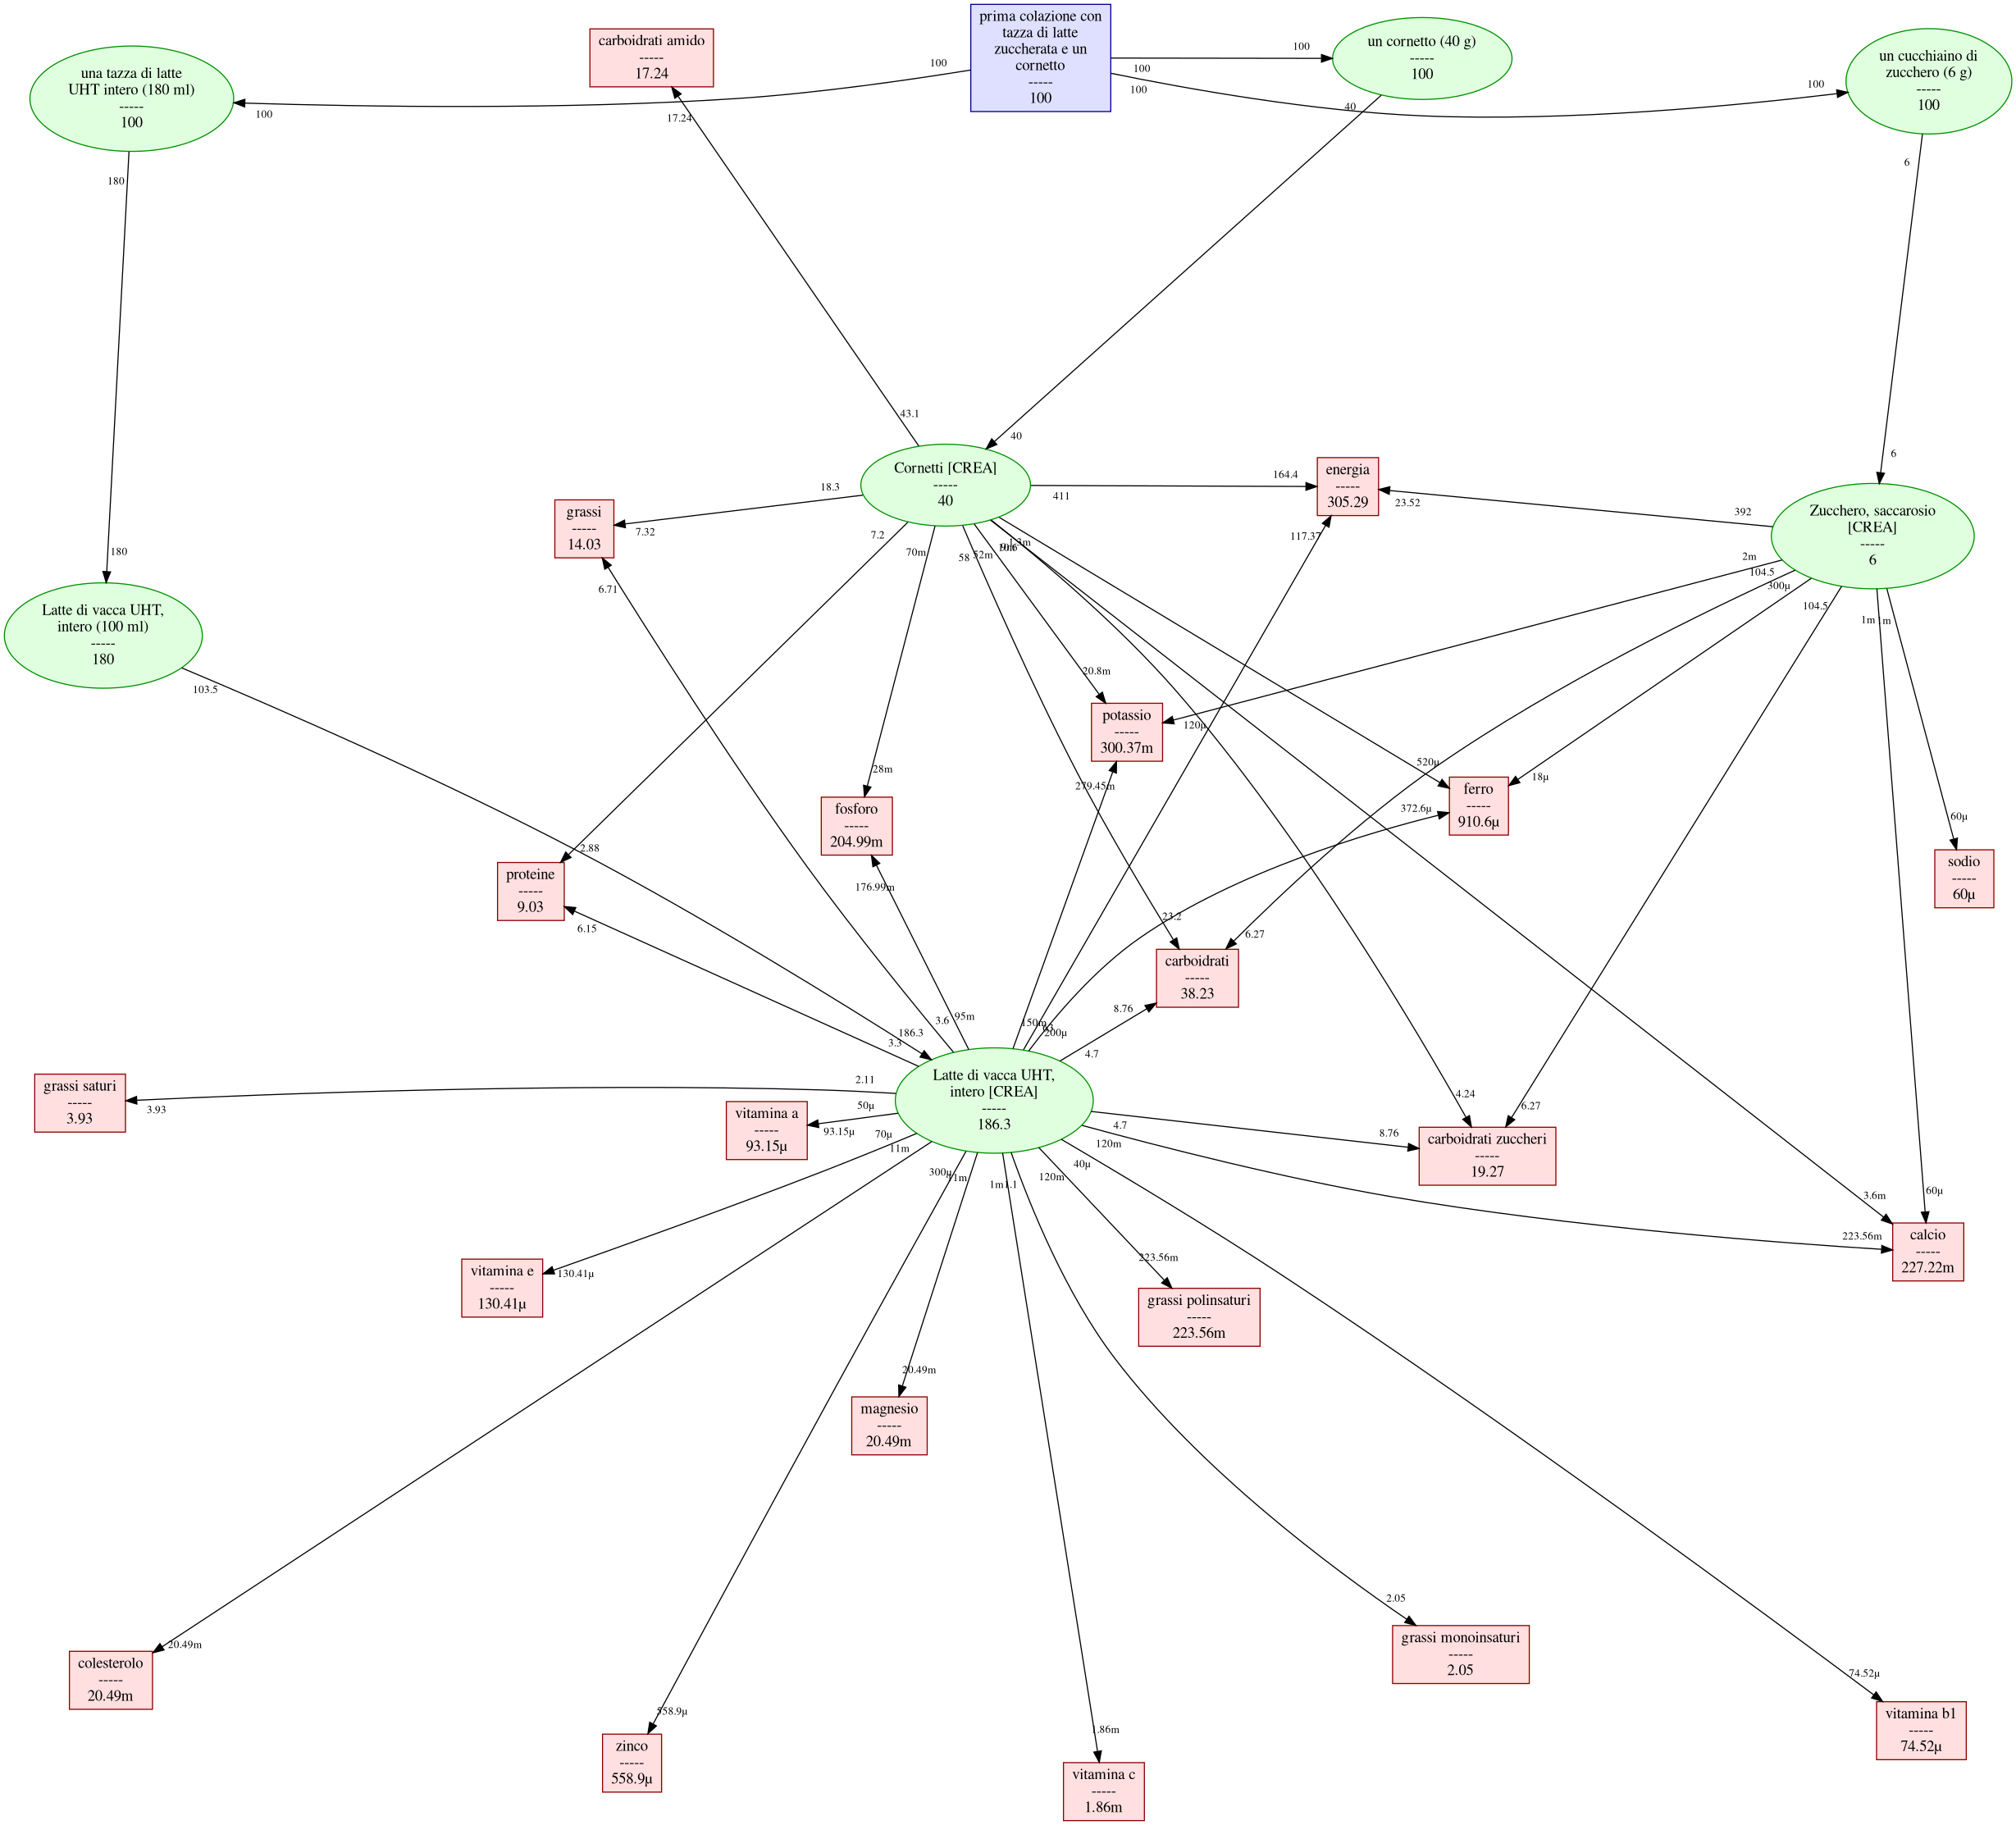 prima colazione con
tazza di latte
zuccherata e un
cornetto
-----
100
carboidrati amido
-----
17.24
un cornetto (40 g)
-----
100
un cucchiaino di
zucchero (6 g)
-----
100
una tazza di latte
UHT intero (180 ml)
-----
100
100
100
100
100
100
100
17.24
40
180
6
43.1
40
6
180
Cornetti [CREA]
-----
40
energia
-----
305.29
grassi
-----
14.03
Zucchero, saccarosio
[CREA]
-----
6
Latte di vacca UHT,
intero (100 ml)
-----
180
18.3
7.32
164.4
411
23.52
392
7.2
70m
58
52m
1.3m
117.37
2m
104.5
300µ
104.5
1m
1m
6.71
103.5
20.8m
potassio
-----
300.37m
120µ
279.45m
28m
520µ
18µ
372.6µ
60µ
fosforo
-----
204.99m
ferro
-----
910.6µ
sodio
-----
60µ
2.88
proteine
-----
9.03
176.99m
6.15
23.2
6.27
carboidrati
-----
38.23
8.76
186.3
3.3
3.6
95m
150m
200µ
4.7
Latte di vacca UHT,
intero [CREA]
-----
186.3
grassi saturi
-----
3.93
2.11
3.93
vitamina a
-----
93.15µ
50µ
93.15µ
70µ
11m
300µ
11m
1m
1.1
120m
40µ
120m
4.7
8.76
4.24
6.27
carboidrati zuccheri
-----
19.27
3.6m
60µ
223.56m
calcio
-----
227.22m
vitamina e
-----
130.41µ
130.41µ
223.56m
grassi polinsaturi
-----
223.56m
20.49m
magnesio
-----
20.49m
20.49m
colesterolo
-----
20.49m
2.05
grassi monoinsaturi
-----
2.05
558.9µ
zinco
-----
558.9µ
1.86m
vitamina c
-----
1.86m
74.52µ
vitamina b1
-----
74.52µ